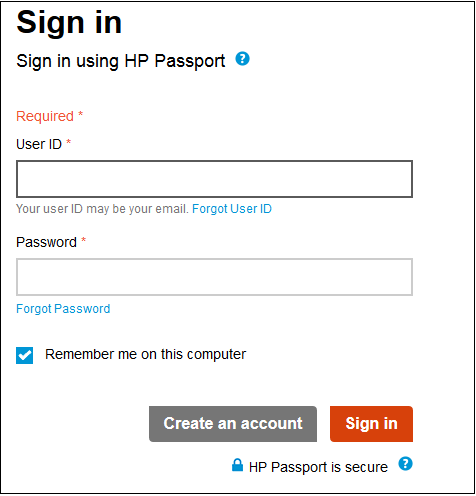 Sign in
Sign in using HP Passport ?
Required *
User ID *
Your user ID may be your email. Forgot User ID
Password *
Forgot Password
Remember me on this computer
Create an account Sign in
HP Passport is secure ?